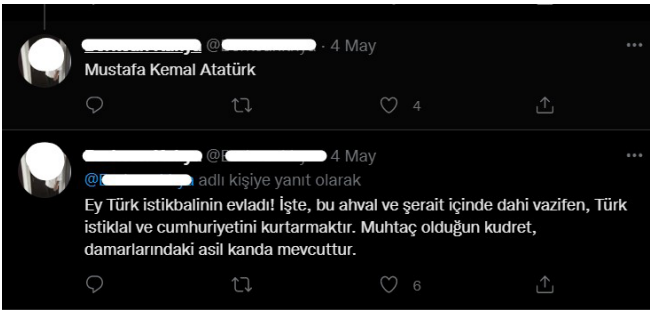 @ · 4 May
Mustafa Kemal Atatürk
4
@ 4 May
@ adlı kişiye yanıt olarak
Ey Türk istikbalinin evladı! İşte, bu ahval ve şerait içinde dahi vazifen, Türk
istiklal ve cumhuriyetini kurtarmaktır. Muhtaç olduğun kudret,
damarlarındaki asil kanda mevcuttur.
6